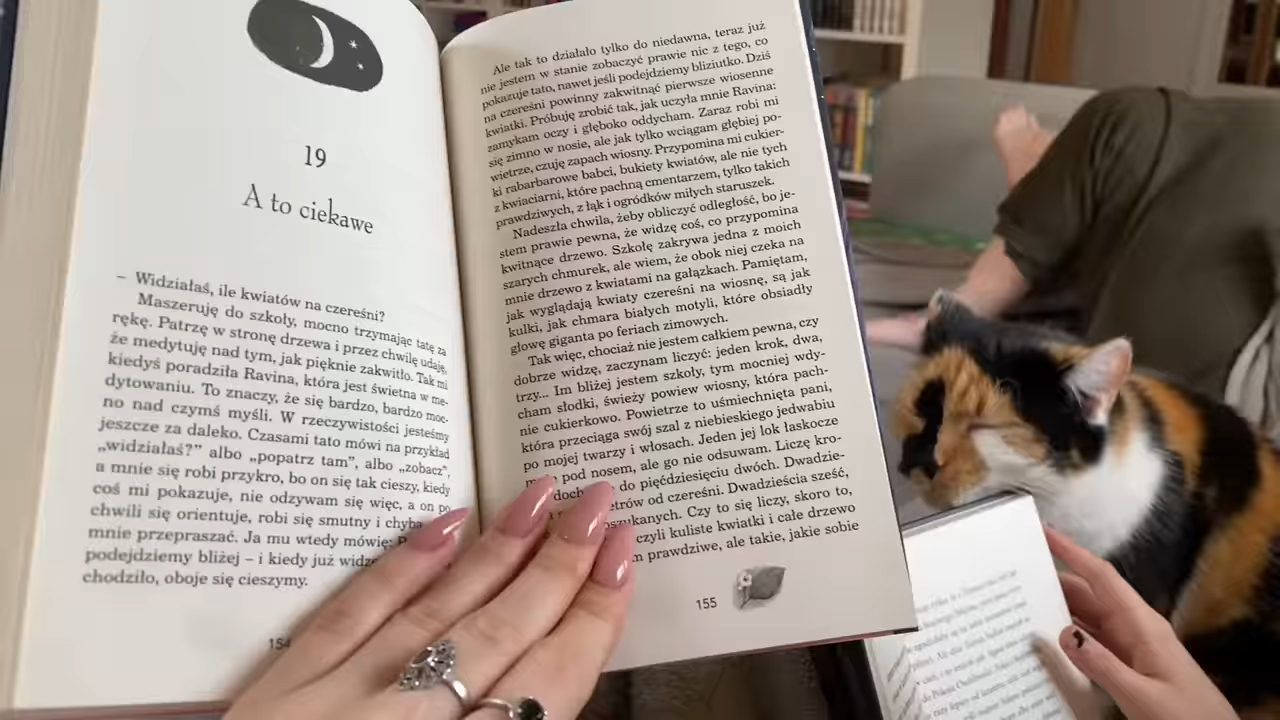 19
A to ciekawe
– Widziałaś, ile kwiatów na czereśni?
Maszeruję do szkoły, mocno trzymając tatę za
rękę. Patrzę w stronę drzewa i przez chwilę udaję,
że medytuję nad tym, jak pięknie zakwitło. Tak mi
kiedyś poradziła Ravina, która jest świetna w me-
dytowaniu. To znaczy, że się bardzo, bardzo moc-
no nad czymś myśli. W rzeczywistości jesteśmy
jeszcze za daleko. Czasami tato mówi na przykład
„widziałaś?” albo „popatrz tam”, albo „zobacz”,
a mnie się robi przykro, bo on się tak cieszy, kiedy
coś mi pokazuje, nie odzywam się więc, a on po
chwili się orientuje, robi się smutny i chyba
mnie przepraszać. Ja mu wtedy mówię:
podejdziemy bliżej – i kiedy już
chodziło, oboje się cieszymy.
154
Ale tak to działało tylko do niedawna, teraz już
nie jestem w stanie zobaczyć prawie nic z tego, co
pokazuje tato, nawet jeśli podejdziemy bliziutko. Dziś
na czereśni powinny zakwitnąć pierwsze wiosenne
kwiatki. Próbuję zrobić tak, jak uczyła mnie Ravina:
zamykam oczy i głęboko oddycham. Zaraz robi mi
się zimno w nosie, ale jak tylko wciągam głębiej po-
wietrze, czuję zapach wiosny. Przypomina mi cukier-
ki rabarbarowe babci, bukiety kwiatów, ale nie tych
z kwiaciarni, które pachną cmentarzem, tylko takich
prawdziwych, z łąk i ogródków miłych staruszek.
Nadeszła chwila, żeby obliczyć odległość, bo je-
stem prawie pewna, że widzę coś, co przypomina
kwitnące drzewo. Szkołę zakrywa jedna z moich
szarych chmurek, ale wiem, że obok niej czeka na
mnie drzewo z kwiatami na gałązkach. Pamiętam,
jak wyglądają kwiaty czereśni na wiosnę, są jak
kulki, jak chmara białych motyli, które obsiadły
głowę giganta po feriach zimowych.
Tak więc, chociaż nie jestem całkiem pewna, czy
dobrze widzę, zaczynam liczyć: jeden krok, dwa,
trzy... Im bliżej jestem szkoły, tym mocniej wdy-
cham słodki, świeży powiew wiosny, która pach-
nie cukierkowo. Powietrze to uśmiechnięta pani,
która przeciąga swój szal z niebieskiego jedwabiu
po mojej twarzy i włosach. Jeden jej lok łaskocze
pod nosem, ale go nie odsuwam. Liczę kro-
do pięćdziesięciu dwóch. Dwadzie-
od czereśni. Dwadzieścia sześć,
Czy to się liczy, skoro to,
czyli kuliste kwiatki i całe drzewo
prawdziwe, ale takie, jakie sobie
155